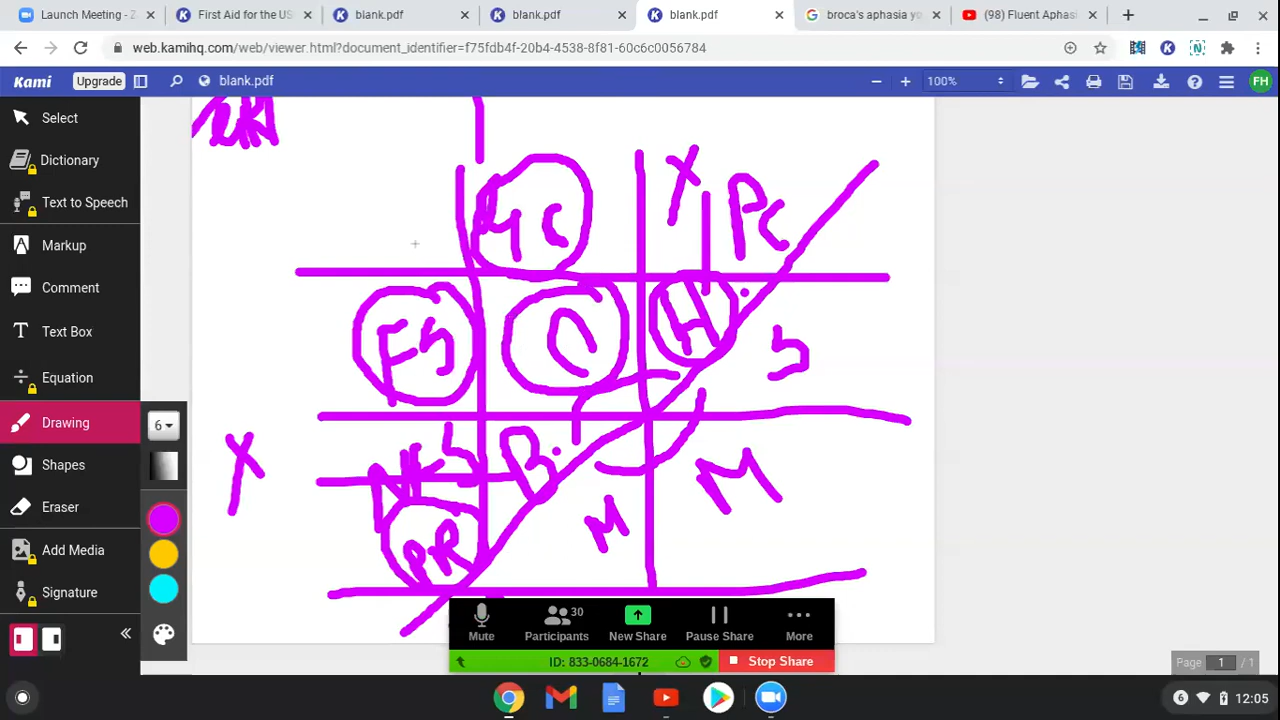 Launch Meeting - Z
First Aid for the US
blank.pdf
blank.pdf
blank.pdf
broca's aphasia yo
(98) Fluent Aphasi
web.kamihq.com/web/viewer.html?document_identifier=f75fdb4f-20b4-4538-8f81-60c6c0056784
Kami
Upgrade
blank.pdf
100%
FH
Select
Dictionary
Text to Speech
Markup
Comment
Text Box
Equation
Drawing
6
Shapes
Eraser
Add Media
Signature
X
PC
FS
H
S
X
B
M
M
PR
Mute
Participants
30
New Share
Pause Share
More
ID: 833-0684-1672
Stop Share
Page
1
/ 1
6
12:05